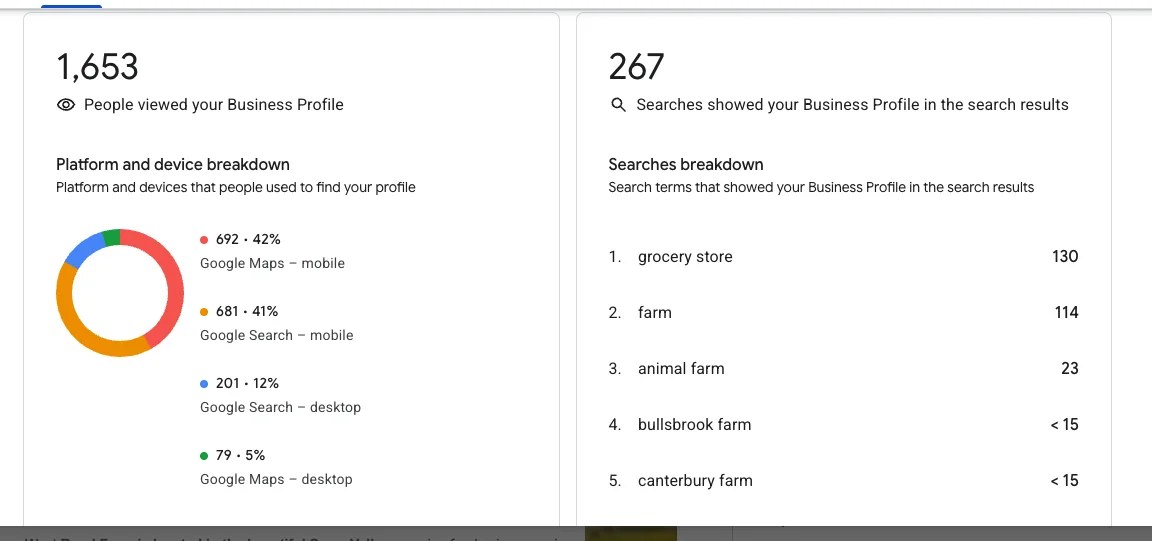 1,653
People viewed your Business Profile
Platform and device breakdown
Platform and devices that people used to find your profile
692 • 42%
Google Maps – mobile
681 • 41%
Google Search – mobile
201 • 12%
Google Search – desktop
79 • 5%
Google Maps – desktop
267
Searches showed your Business Profile in the search results
Searches breakdown
Search terms that showed your Business Profile in the search results
1. grocery store 130
2. farm 114
3. animal farm 23
4. bullsbrook farm < 15
5. canterbury farm < 15